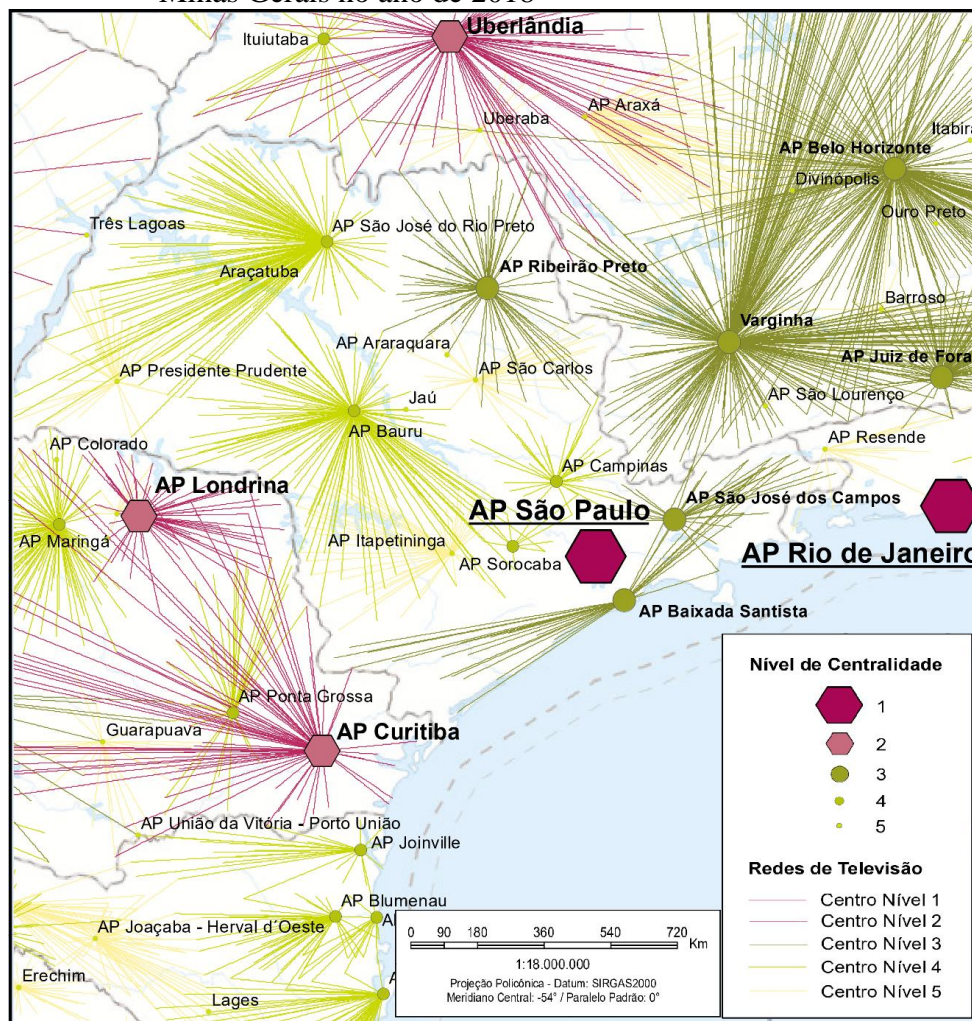 Minas Gerais no ano de 2018
Uberlândia
Ituiutaba
AP Araxá
Uberaba
Itabira
AP Belo Horizonte
Divinópolis
Ouro Preto
Três Lagoas
AP São José do Rio Preto
Araçatuba
AP Ribeirão Preto
Barroso
Varginha
AP Araraquara
AP Juiz de Fora
AP São Carlos
AP Presidente Prudente
AP São Lourenço
Jaú
AP Bauru
AP Colorado
AP Resende
AP Campinas
AP Londrina
AP São José dos Campos
AP São Paulo
AP Maringá
AP Itapetininga
AP Sorocaba
AP Rio de Janeiro
AP Baixada Santista
AP Ponta Grossa
Guarapuava
AP Curitiba
AP União da Vitória - Porto União
AP Joinville
AP Blumenau
AP Joaçaba - Herval d´Oeste
Erechim
Lages
Nível de Centralidade
1
2
3
4
5
Redes de Televisão
Centro Nível 1
Centro Nível 2
Centro Nível 3
Centro Nível 4
Centro Nível 5
0 90 180 360 540 720 Km
1:18.000.000
Projeção Policônica - Datum: SIRGAS2000
Meridiano Central: -54° / Paralelo Padrão: 0°